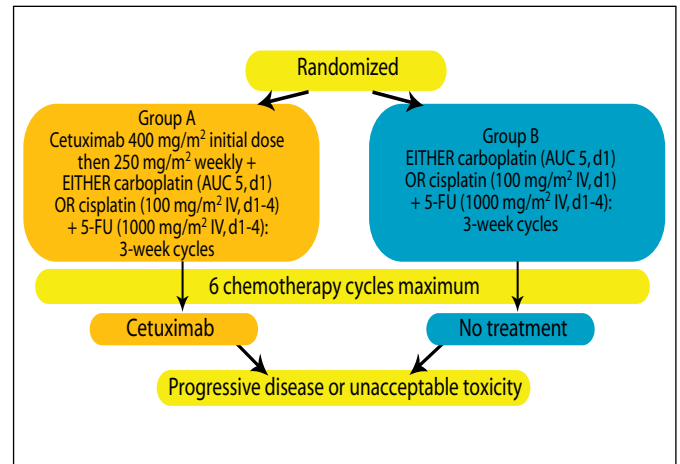 Randomized
Group A
Cetuximab 400 mg/m² initial dose
then 250 mg/m² weekly +
EITHER carboplatin (AUC 5, d1)
OR cisplatin (100 mg/m² IV, d1-4)
+ 5-FU (1000 mg/m² IV, d1-4):
3-week cycles
Group B
EITHER carboplatin (AUC 5, d1)
OR cisplatin (100 mg/m² IV, d1)
+ 5-FU (1000 mg/m² IV, d1-4):
3-week cycles
6 chemotherapy cycles maximum
Cetuximab
No treatment
Progressive disease or unacceptable toxicity